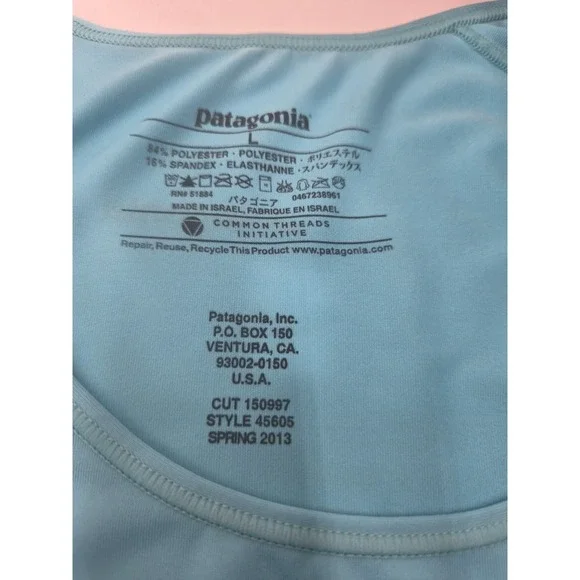 patagonia
L
84% POLYESTER · POLYESTER · ポリエステル
16% SPANDEX · ELASTHANNE · スパンデックス
RN# 51884
0467238961
パタゴニア
MADE IN ISRAEL, FABRIQUE EN ISRAEL
COMMON THREADS
INITIATIVE
Repair, Reuse, Recycle This Product www.patagonia.com
Patagonia, Inc.
P.O. BOX 150
VENTURA, CA.
93002-0150
U.S.A.
CUT 150997
STYLE 45605
SPRING 2013